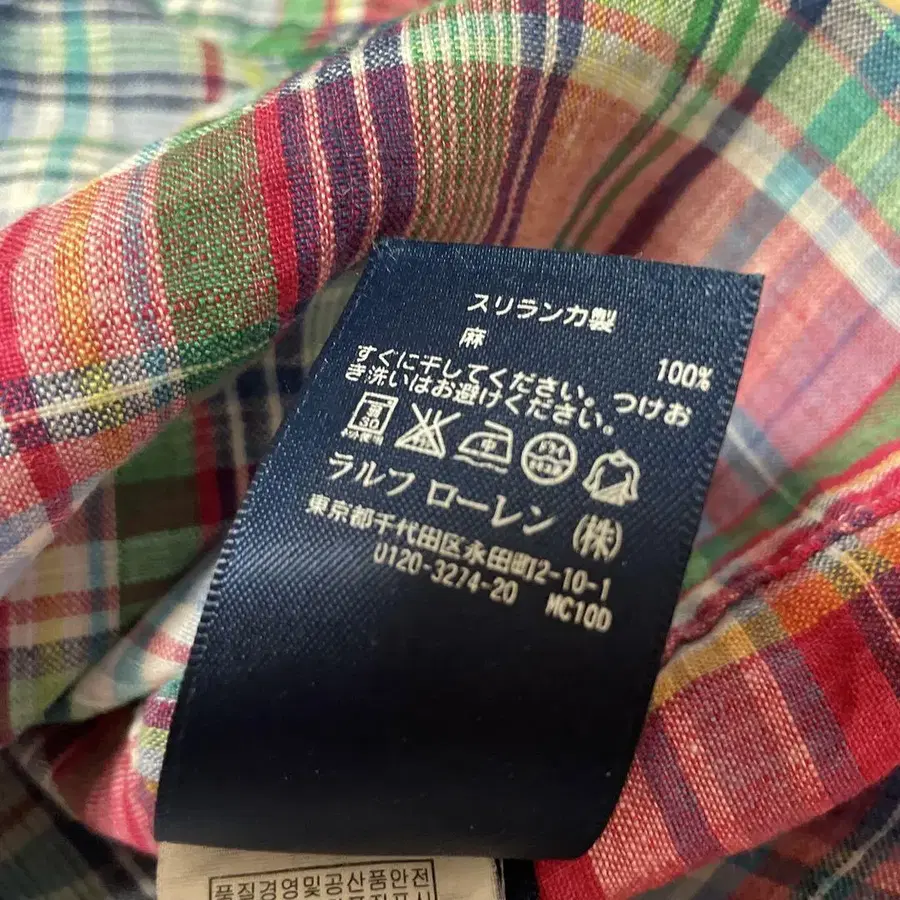 スリランカ製
麻 100%
すぐに干してください。つけお
き洗いはお避けください。
30
ラルフ ローレン (株)
東京都千代田区永田町2-10-1
0120-3274-20 MC10D
품질경영및공산품안전